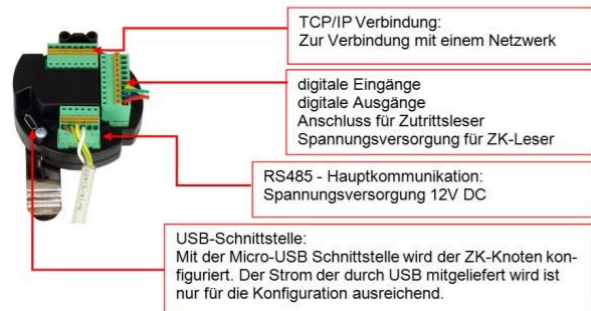 TCP/IP Verbindung:
Zur Verbindung mit einem Netzwerk
digitale Eingänge
digitale Ausgänge
Anschluss für Zutrittsleser
Spannungsversorgung für ZK-Leser
RS485 - Hauptkommunikation:
Spannungsversorgung 12V DC
USB-Schnittstelle:
Mit der Micro-USB Schnittstelle wird der ZK-Knoten kon-
figuriert. Der Strom der durch USB mitgeliefert wird ist
nur für die Konfiguration ausreichend.